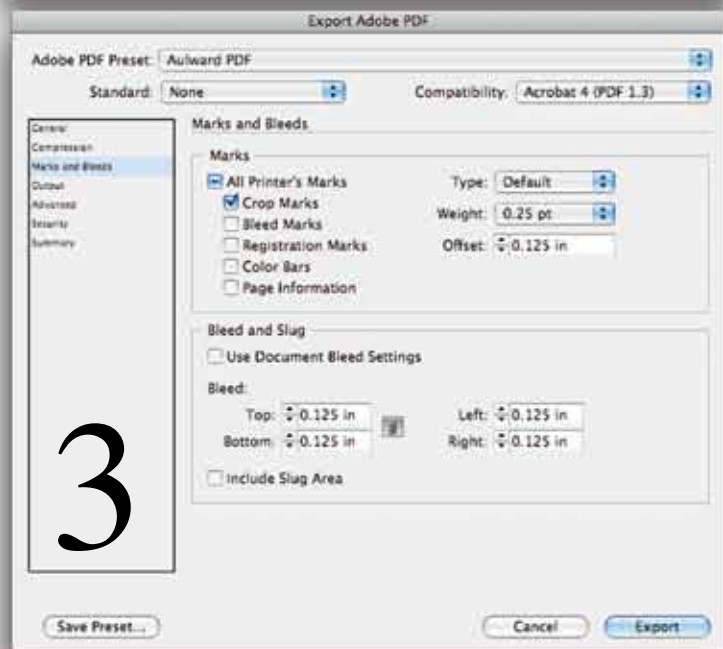 Export Adobe PDF
Adobe PDF Preset: Aulward PDF
Standard: None Compatibility: Acrobat 4 (PDF 1.3)
General
Compression
Marks and Bleeds
Output
Advanced
Security
Summary
Marks and Bleeds
Marks
All Printer's Marks Type: Default
Crop Marks Weight: 0.25 pt
Bleed Marks
Registration Marks Offset: 0.125 in
Color Bars
Page Information
Bleed and Slug
Use Document Bleed Settings
Bleed:
Top: 0.125 in Left: 0.125 in
Bottom: 0.125 in Right: 0.125 in
Include Slug Area
3
Save Preset... Cancel Export